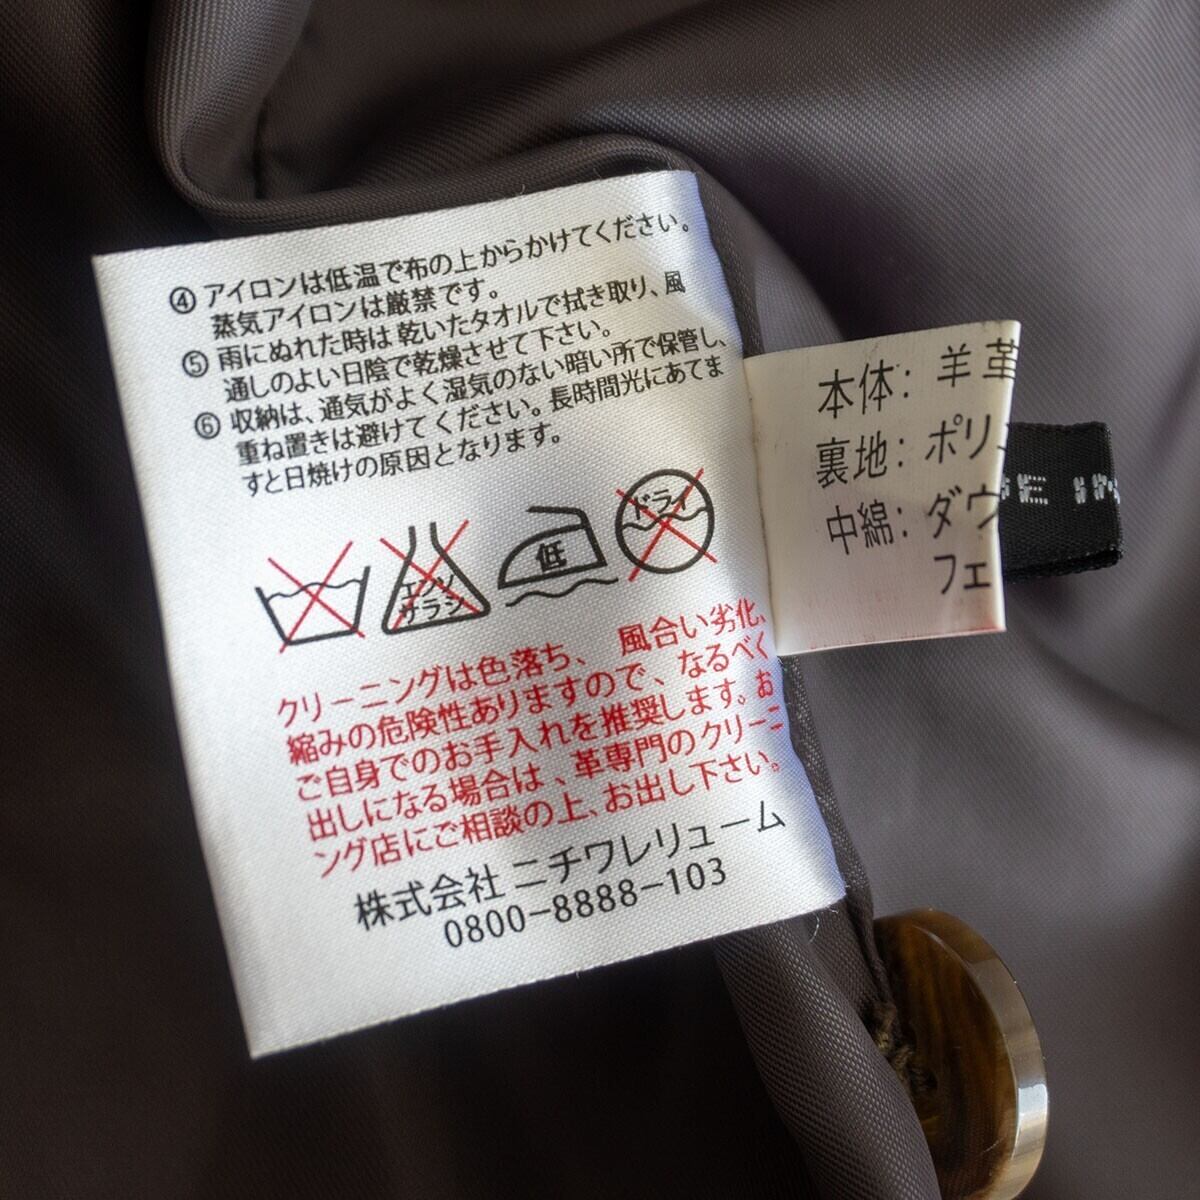 ④ アイロンは低温で布の上からかけてください。
蒸気アイロンは厳禁です。
⑤ 雨にぬれた時は乾いたタオルで拭き取り、風
通しのよい日陰で乾燥させて下さい。
⑥ 収納は、通気がよく湿気のない暗い所で保管し、
重ね置きは避けてください。長時間光にあてま
すと日焼けの原因となります。
エンソ
サラシ
低
ドライ
クリーニングは色落ち、 風合い劣化、
縮みの危険性ありますので、なるべく
ご自身でのお手入れを推奨します。お
出しになる場合は、革専門のクリーニ
ング店にご相談の上、お出し下さい。
株式会社 ニチワレリューム
0800-8888-103
本体: 羊革
裏地: ポリ
中綿: ダウ
フェ